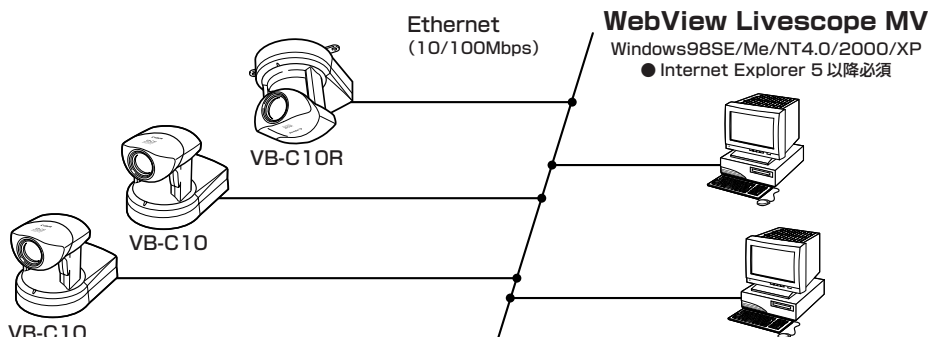 Ethernet
（10/100Mbps）
WebView Livescope MV
Windows98SE/Me/NT4.0/2000/XP
● Internet Explorer 5 以降必須
VB-C10R
VB-C10
VB-C10